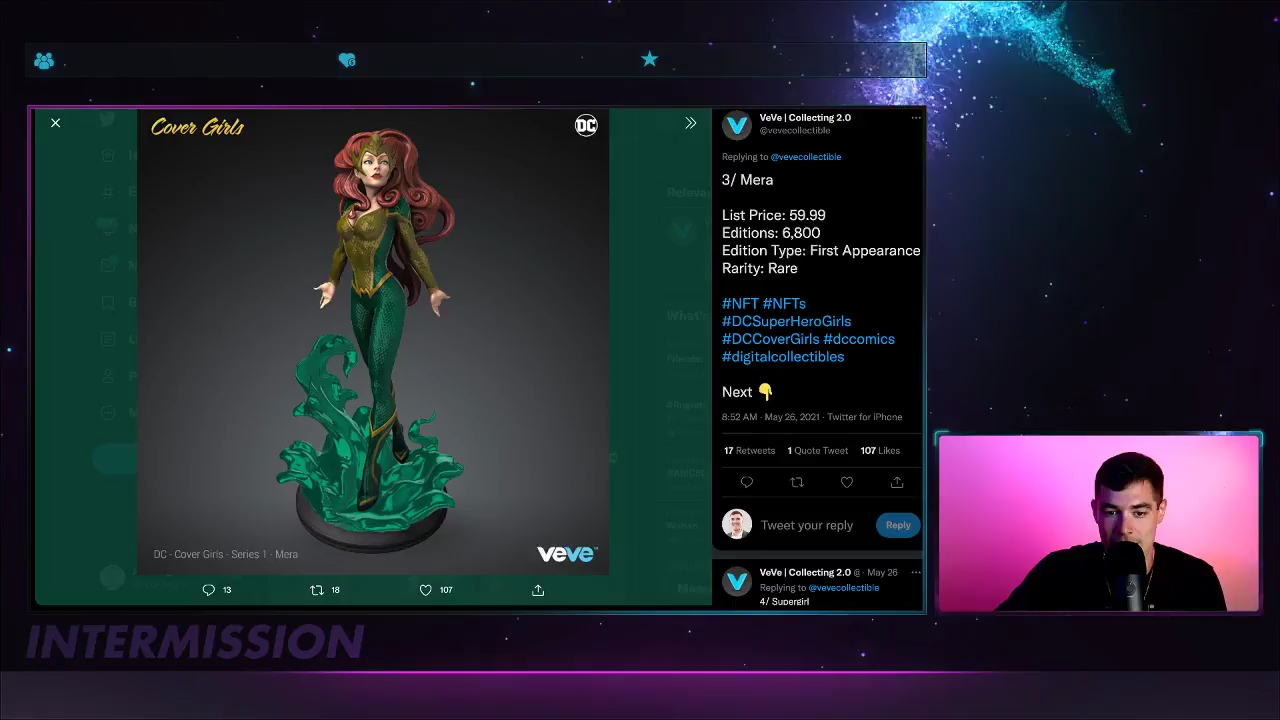 Cover Girls
DC
VeVe | Collecting 2.0
@vevecollectible
Replying to @vevecollectible
3/ Mera
List Price: 59.99
Editions: 6,800
Edition Type: First Appearance
Rarity: Rare
#NFT #NFTs
#DCSuperHeroGirls
#DCCoverGirls #dccomics
#digitalcollectibles
Next 👇
8:52 AM · May 26, 2021 · Twitter for iPhone
17 Retweets 1 Quote Tweet 107 Likes
Tweet your reply
Reply
DC - Cover Girls - Series 1 - Mera
veve
13 18 107
VeVe | Collecting 2.0 @ · May 26
Replying to @vevecollectible
4/ Supergirl
INTERMISSION